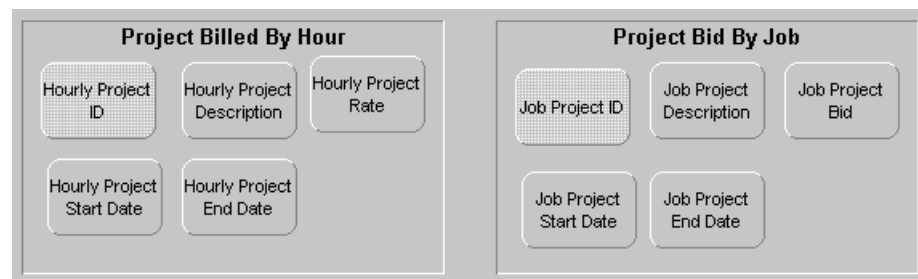 Project Billed By Hour
Hourly Project
ID
Hourly Project
Description
Hourly Project
Rate
Hourly Project
Start Date
Hourly Project
End Date
Project Bid By Job
Job Project ID
Job Project
Description
Job Project
Bid
Job Project
Start Date
Job Project
End Date